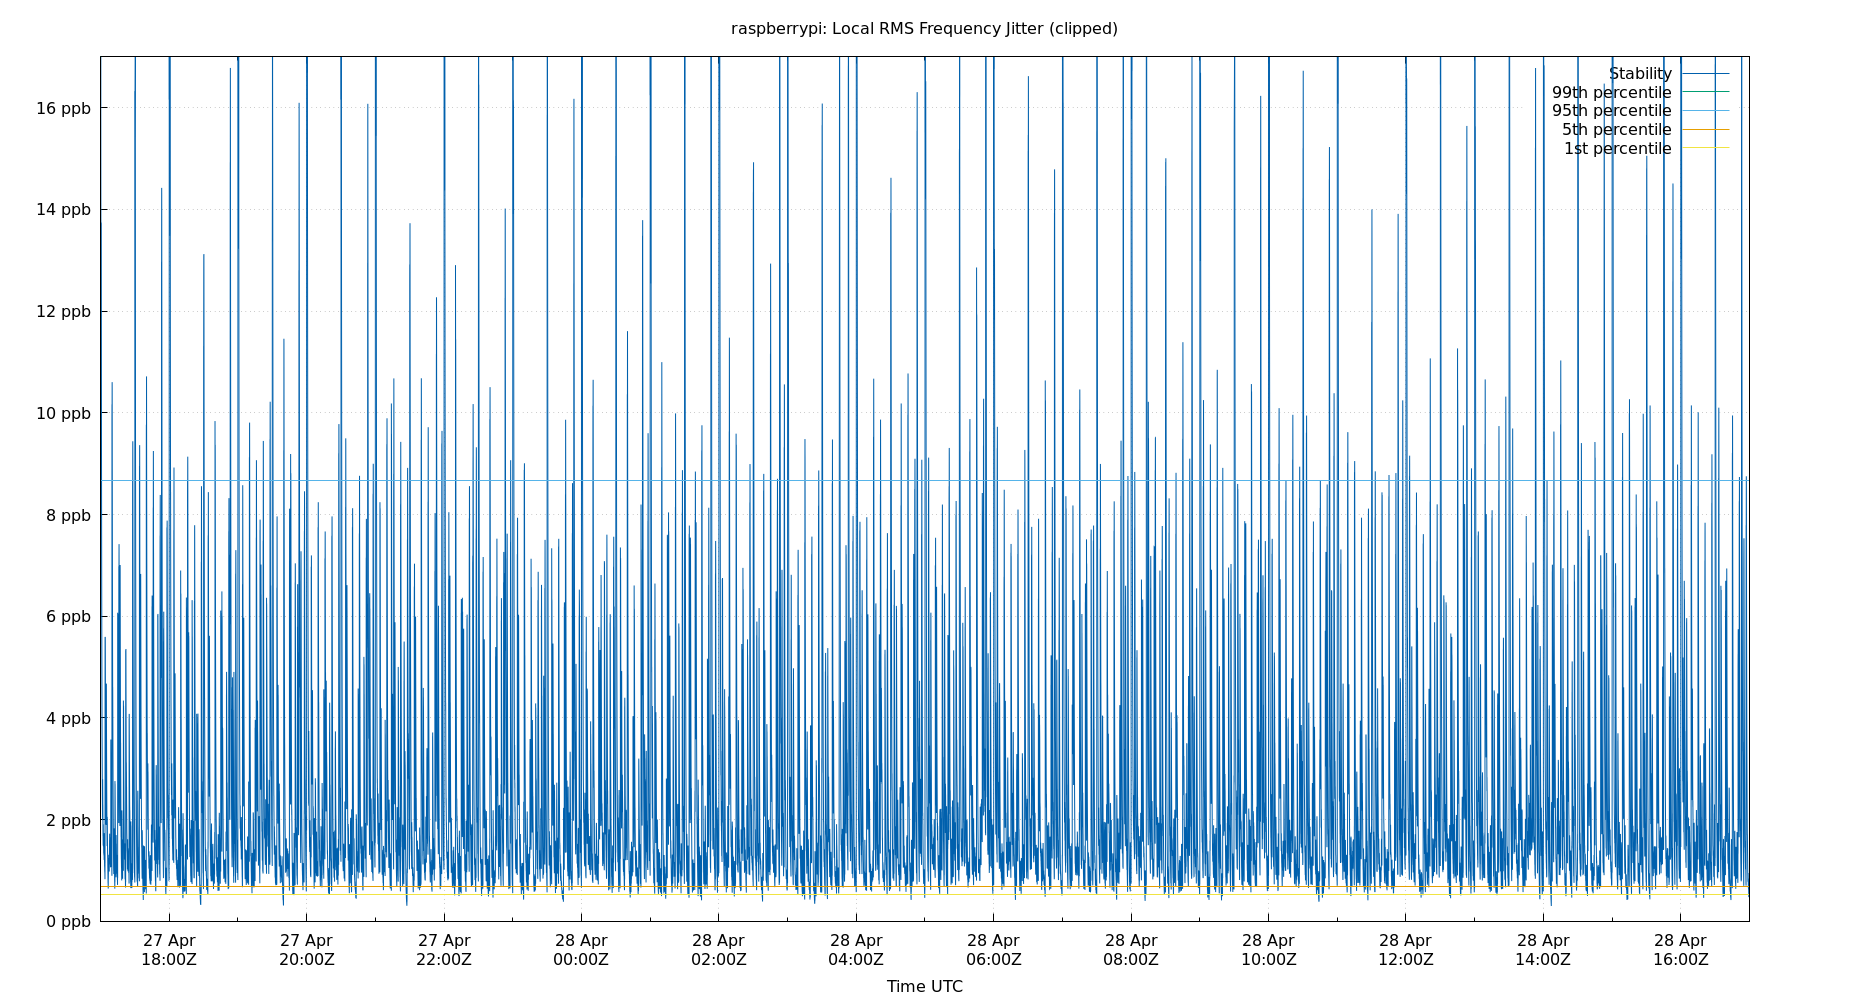 raspberrypi: Local RMS Frequency Jitter (clipped)
Stability
99th percentile
95th percentile
5th percentile
1st percentile
16 ppb
14 ppb
12 ppb
10 ppb
8 ppb
6 ppb
4 ppb
2 ppb
0 ppb
27 Apr 27 Apr 27 Apr 28 Apr 28 Apr 28 Apr 28 Apr 28 Apr 28 Apr 28 Apr 28 Apr 28 Apr
18:00Z 20:00Z 22:00Z 00:00Z 02:00Z 04:00Z 06:00Z 08:00Z 10:00Z 12:00Z 14:00Z 16:00Z
Time UTC